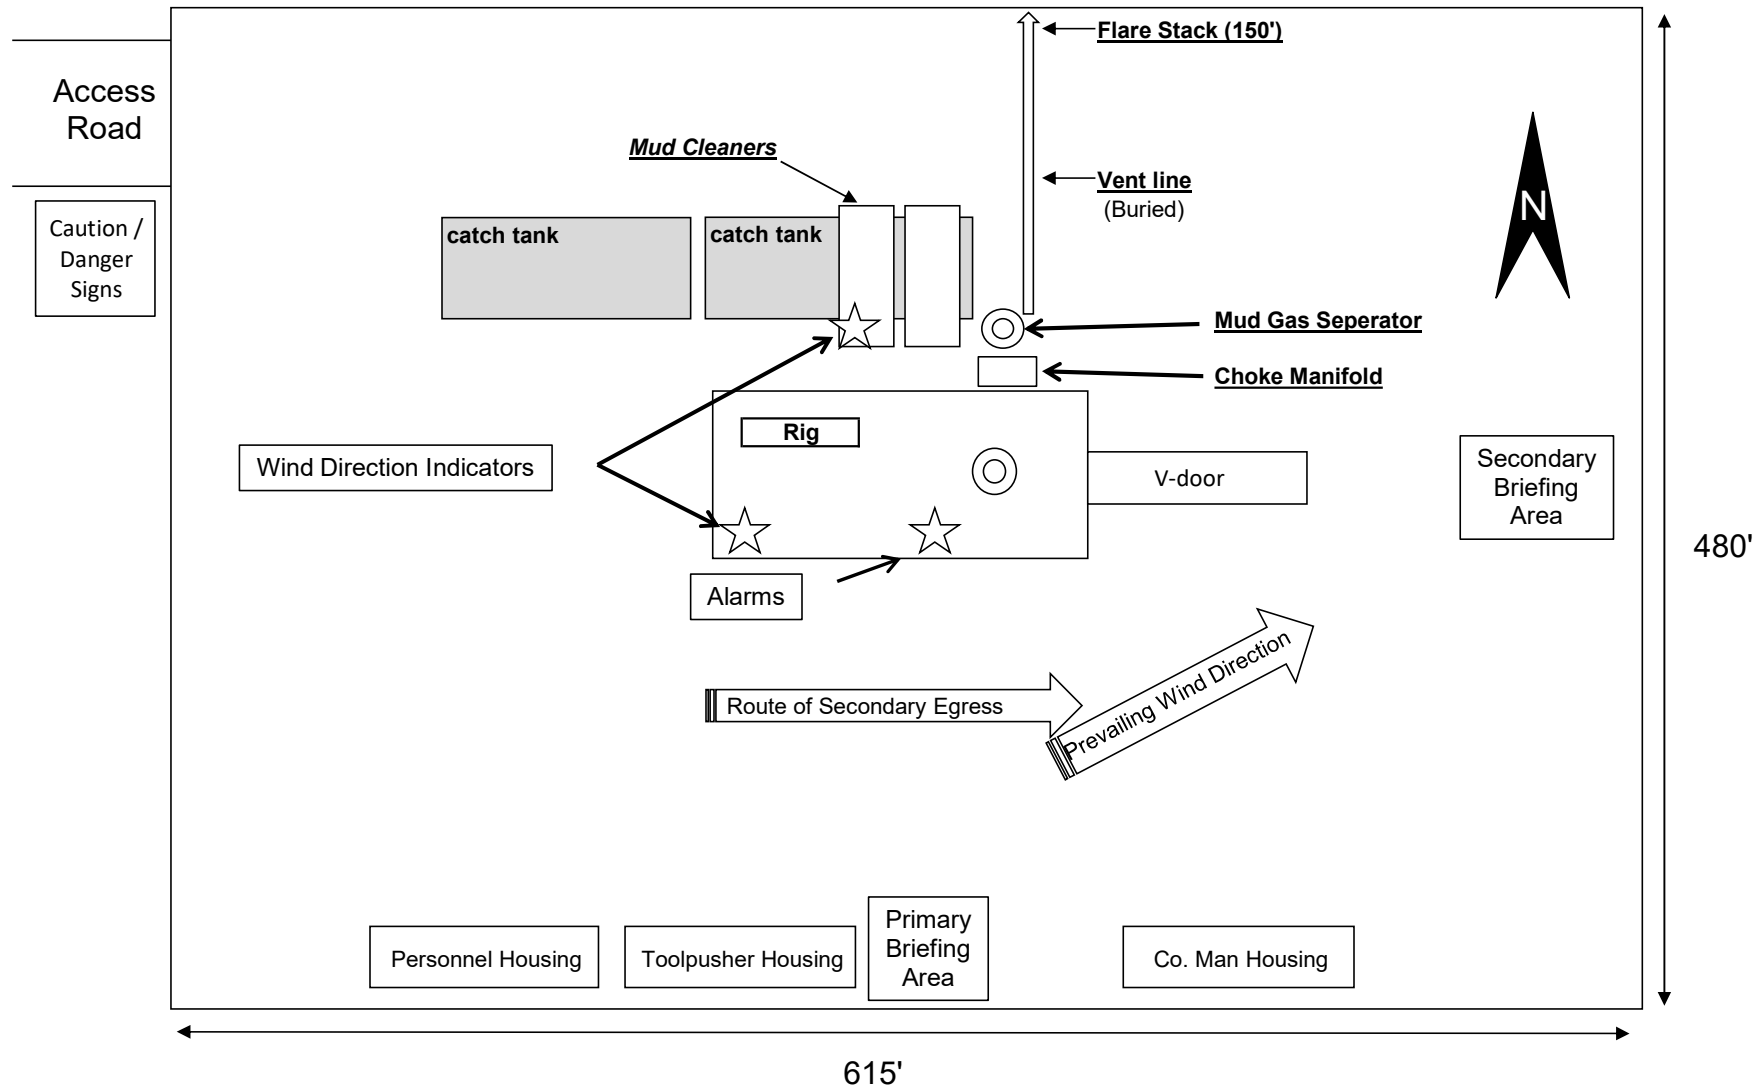 Flare Stack (150')
Access
Road
Mud Cleaners
Vent line
(Buried)
N
Caution /
Danger
Signs
catch tank
catch tank
Mud Gas Seperator
Choke Manifold
Rig
Wind Direction Indicators
V-door
Secondary
Briefing
Area
480'
Alarms
Route of Secondary Egress
Prevailing Wind Direction
Personnel Housing
Toolpusher Housing
Primary
Briefing
Area
Co. Man Housing
615'